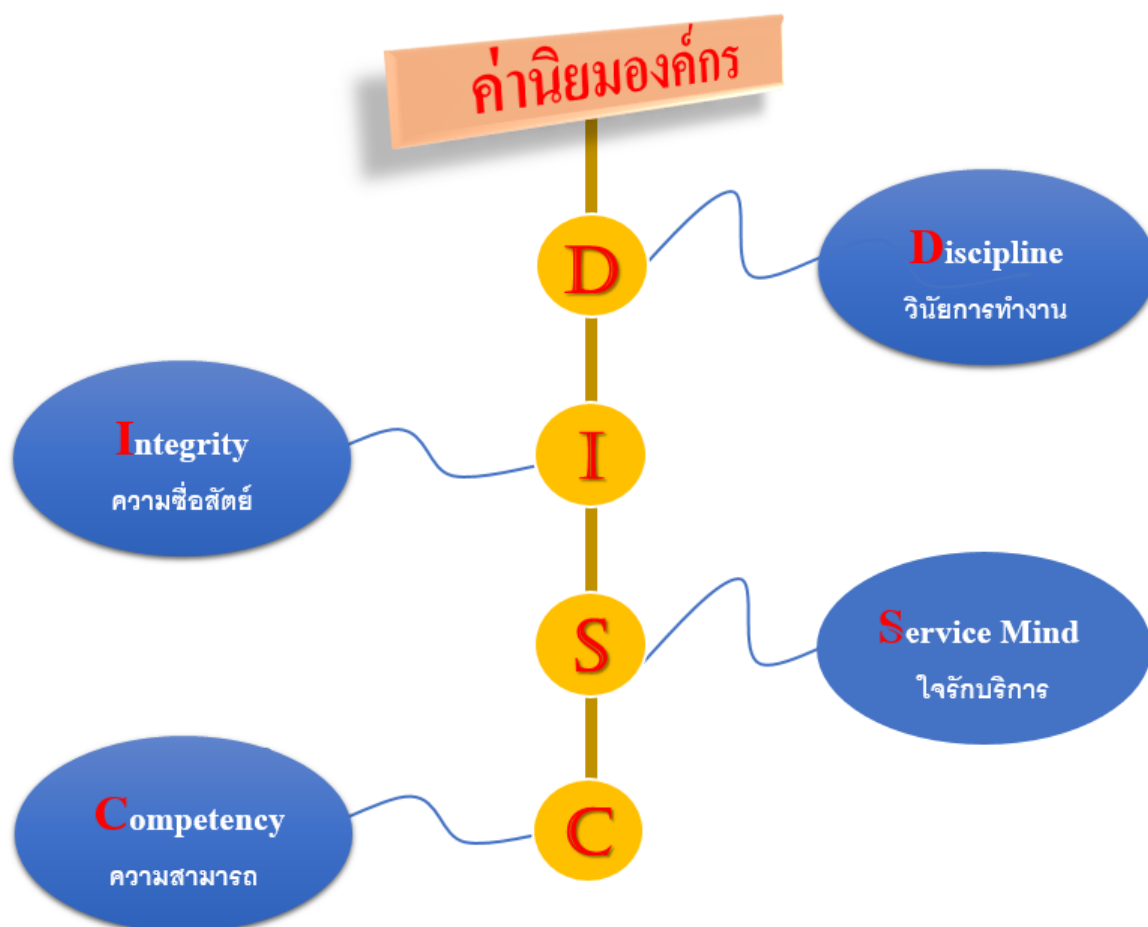 ค่านิยมองค์กร
D
Discipline
วินัยการทำงาน
I
Integrity
ความซื่อสัตย์
S
Service Mind
ใจรักบริการ
C
Competency
ความสามารถ